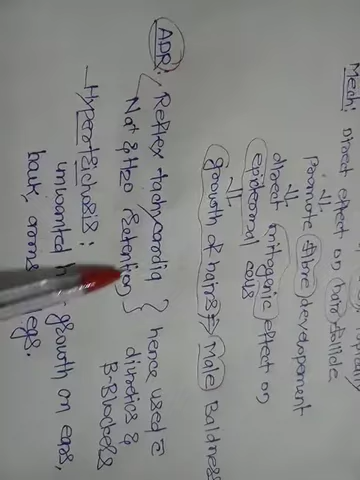 Mech: Direct effect on hair follicle
Promote fibre development
direct mitogenic effect on
epidermal cells
growth of hairs ⇒ Male Baldness
ADR: Reflex tachycardia } hence used c̄
Na+ & H2O Retention diuretics &
B-Blockers
Hypertrichosis:
unwanted growth on ears,
back, arms legs.